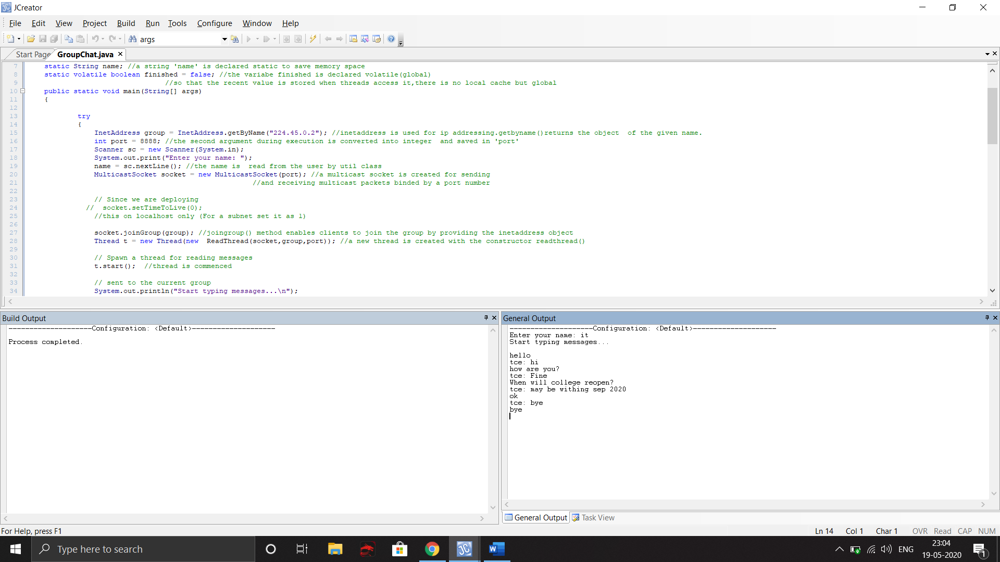 JCreator
File Edit View Project Build Run Tools Configure Window Help
args
Start Page GroupChat.java
7 static String name; //a string 'name' is declared static to save memory space
8 static volatile boolean finished = false; //the variabe finished is declared volatile(global)
9 //so that the recent value is stored when threads access it,there is no local cache but global
10 public static void main(String[] args)
11 {
12
13 try
14 {
15 InetAddress group = InetAddress.getByName("224.45.0.2"); //inetaddress is used for ip addressing.getbyname()returns the object  of the given name.
16 int port = 8888; //the second argument during execution is converted into integer  and saved in 'port'
17 Scanner sc = new Scanner(System.in);
18 System.out.print("Enter your name: ");
19 name = sc.nextLine(); //the name is  read from the user by util class
20 MulticastSocket socket = new MulticastSocket(port); //a multicast socket is created for sending
21 //and receiving multicast packets binded by a port number
22
23 // Since we are deploying
24 //  socket.setTimeToLive(0);
25 //this on localhost only (For a subnet set it as 1)
26
27 socket.joinGroup(group); //joingroup() method enables clients to join the group by providing the inetaddress object
28 Thread t = new Thread(new  ReadThread(socket,group,port)); //a new thread is created with the constructor readthread()
29
30 // Spawn a thread for reading messages
31 t.start();  //thread is commenced
32
33 // sent to the current group
34 System.out.println("Start typing messages...\n");
Build Output
--------------------Configuration: <Default>--------------------
Process completed.
General Output
--------------------Configuration: <Default>--------------------
Enter your name: it
Start typing messages...
hello
tce: hi
how are you?
tce: Fine
When will college reopen?
tce: may be withing sep 2020
ok
tce: bye
bye
General Output Task View
For Help, press F1
Ln 14 Col 1 Char 1 OVR Read CAP NUM
Type here to search
ENG
23:04
19-05-2020
1